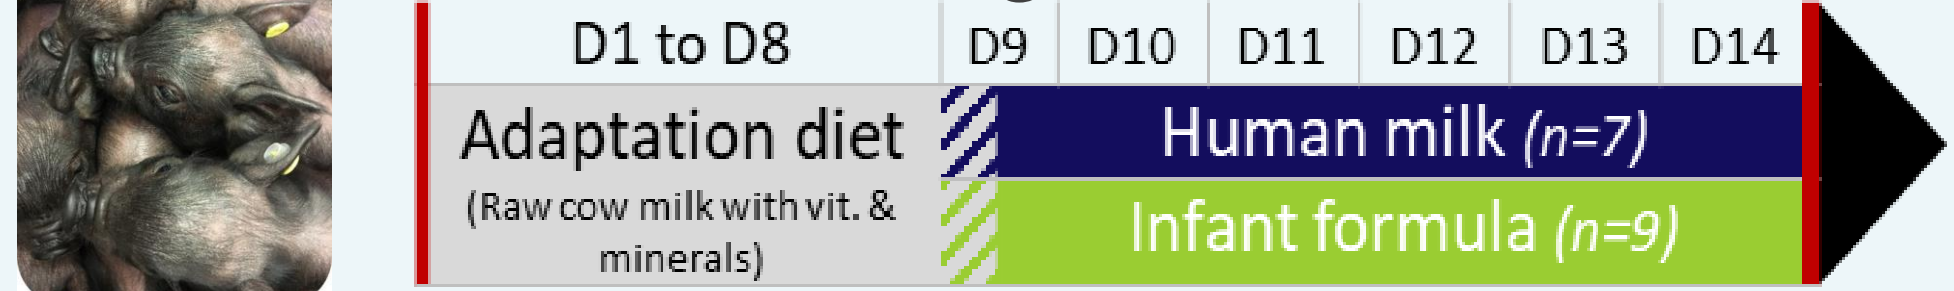 D1 to D8 D9 D10 D11 D12 D13 D14
Adaptation diet
(Raw cow milk with vit. &
minerals)
Human milk (n=7)
Infant formula (n=9)